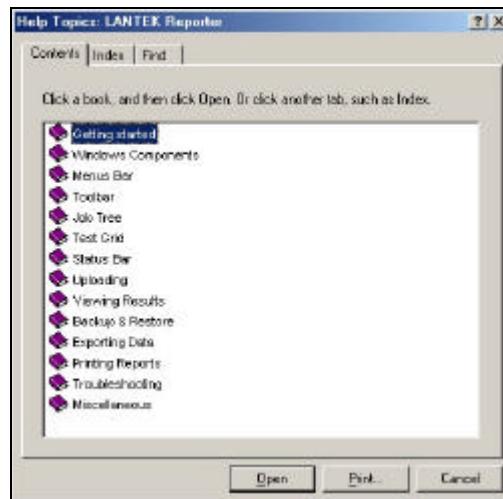 Help Topics: LANTEK Reporter
Contents Index Find
Click a book, and then click Open. Or click another tab, such as Index.
Getting started
Windows Components
Menus Bar
Toolbar
Job Tree
Test Grid
Status Bar
Uploading
Viewing Results
Backup & Restore
Exporting Data
Printing Reports
Troubleshooting
Miscellaneous
Open Print... Cancel